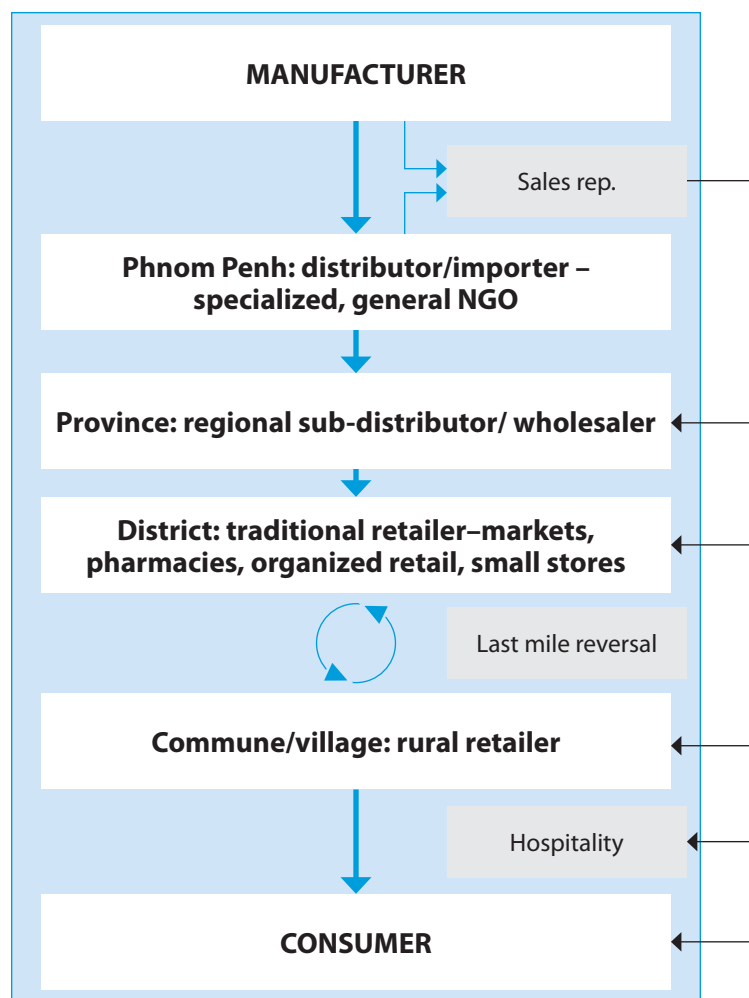 MANUFACTURER
Sales rep.
Phnom Penh: distributor/importer –
specialized, general NGO
Province: regional sub-distributor/ wholesaler
District: traditional retailer–markets,
pharmacies, organized retail, small stores
Last mile reversal
Commune/village: rural retailer
Hospitality
CONSUMER